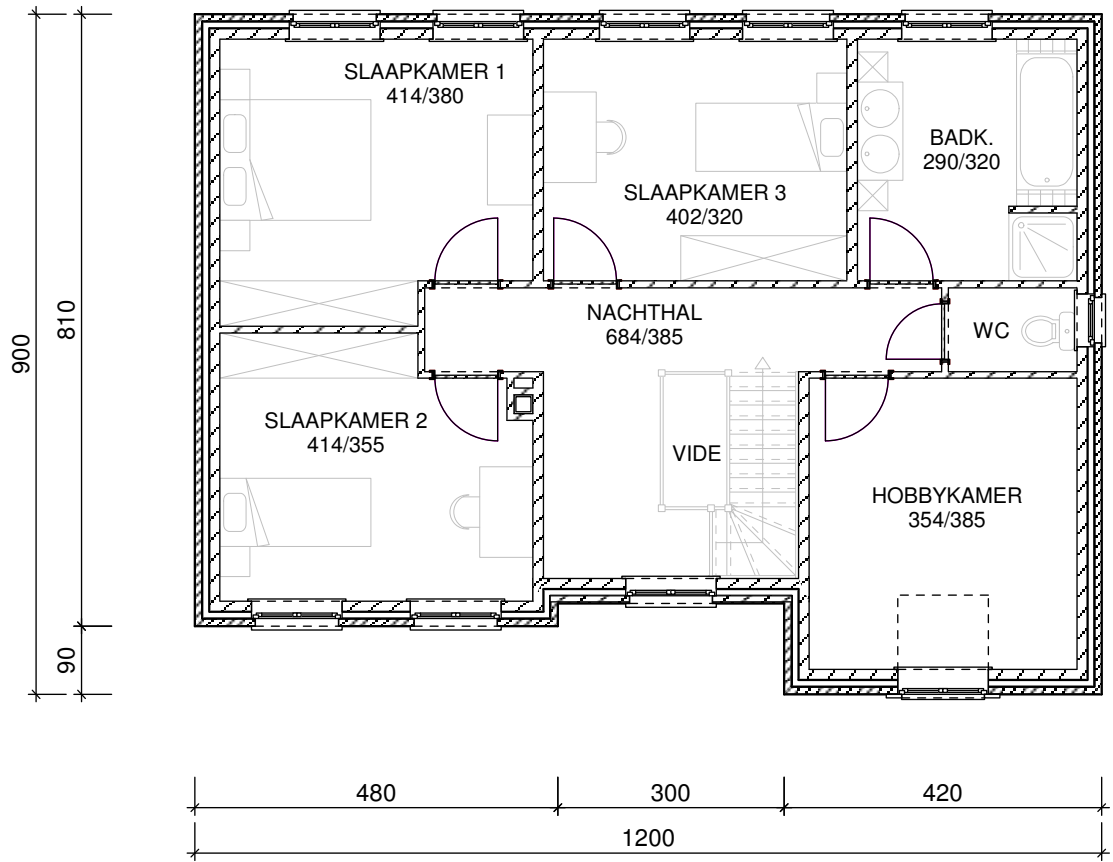 SLAAPKAMER 1
414/380
SLAAPKAMER 3
402/320
BADK.
290/320
NACHTHAL
684/385
WC
SLAAPKAMER 2
414/355
VIDE
HOBBYKAMER
354/385
900
810
90
480
300
420
1200